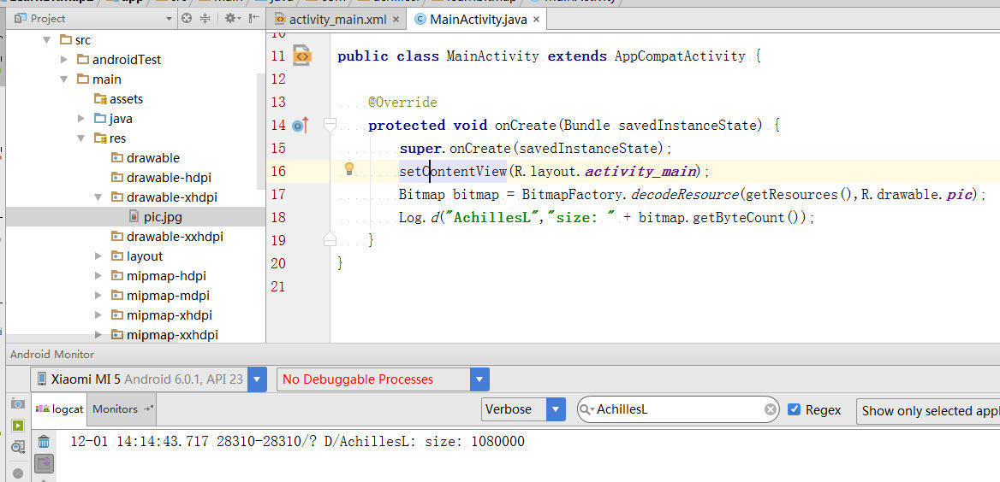 Project
activity_main.xml
MainActivity.java
src
androidTest
main
assets
java
res
drawable
drawable-hdpi
drawable-xhdpi
pic.jpg
drawable-xxhdpi
layout
mipmap-hdpi
mipmap-mdpi
mipmap-xhdpi
mipmap-xxhdpi
10
11 public class MainActivity extends AppCompatActivity {
12
13 @Override
14 protected void onCreate(Bundle savedInstanceState) {
15 super.onCreate(savedInstanceState);
16 setContentView(R.layout.activity_main);
17 Bitmap bitmap = BitmapFactory.decodeResource(getResources(),R.drawable.pic);
18 Log.d("AchillesL","size: " + bitmap.getByteCount());
19 }
20 }
21
Android Monitor
Xiaomi MI 5 Android 6.0.1, API 23 No Debuggable Processes
logcat Monitors Verbose AchillesL Regex Show only selected appl
12-01 14:14:43.717 28310-28310/? D/AchillesL: size: 1080000